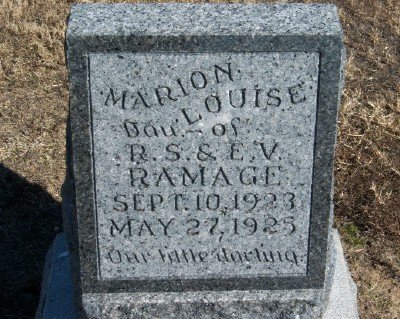 MARION
LOUISE
Dau. of
R. S. & E. V.
RAMAGE
SEPT. 10, 1923
MAY 27, 1925
Our little darling.